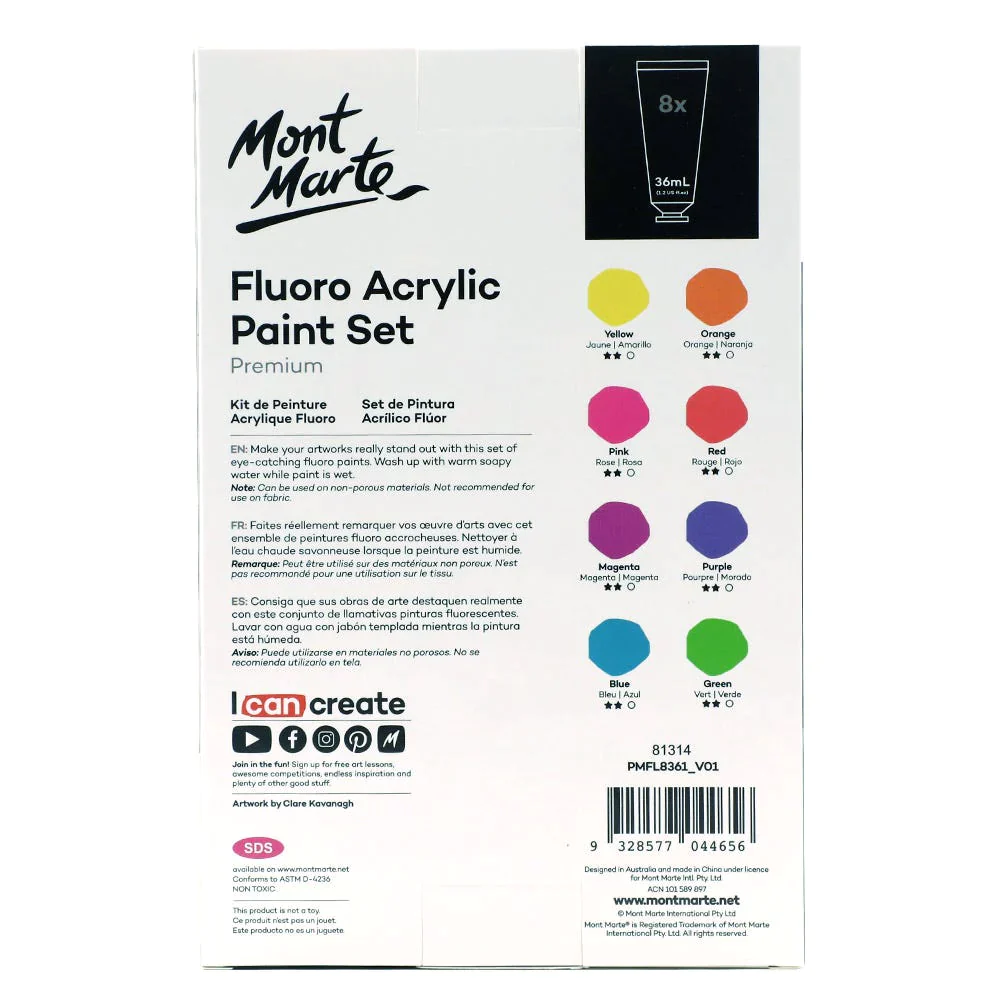 Mont
Marte
Fluoro Acrylic
Paint Set
Premium
Kit de Peinture
Acrylique Fluoro
Set de Pintura
Acrílico Flúor
EN: Make your artworks really stand out with this set of
eye-catching fluoro paints. Wash up with warm soapy
water while paint is wet.
Note: Can be used on non-porous materials. Not recommended for
use on fabric.
FR: Faites réellement remarquer vos œuvre d'arts avec cet
ensemble de peintures fluoro accrocheuses. Nettoyer à
l'eau chaude savonneuse lorsque la peinture est humide.
Remarque: Peut être utilisé sur des matériaux non poreux. N'est
pas recommandé pour une utilisation sur le tissu.
ES: Consiga que sus obras de arte destaquen realmente
con este conjunto de llamativas pinturas fluorescentes.
Lavar con agua con jabón templada mientras la pintura
está húmeda.
Aviso: Puede utilizarse en materiales no porosos. No se
recomienda utilizarlo en tela.
I can create
M
Join in the fun! Sign up for free art lessons,
awesome competitions, endless inspiration and
plenty of other good stuff.
Artwork by Clare Kavanagh
SDS
available on www.montmarte.net
Conforms to ASTM D-4236
NON TOXIC
This product is not a toy.
Ce produit n'est pas un jouet.
Este producto no es un juguete.
8x
36mL
(1.2 US fl.oz)
Yellow
Jaune | Amarillo
Orange
Orange | Naranja
Pink
Rose | Rosa
Red
Rouge | Rojo
Magenta
Magenta | Magenta
Purple
Pourpre | Morado
Blue
Bleu | Azul
Green
Vert | Verde
81314
PMFL8361_V01
9 328577 044656
Designed in Australia and made in China under licence
for Mont Marte Intl. Pty. Ltd.
ACN 101 589 897
www.montmarte.net
© Mont Marte International Pty Ltd
Mont Marte® is Registered Trademark of Mont Marte
International Pty. Ltd. All rights reserved.